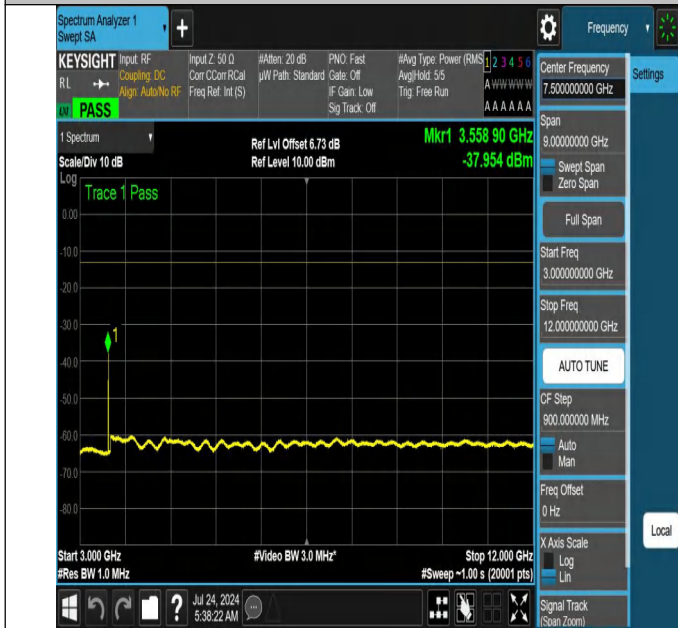 Spectrum Analyzer 1
Swept SA
+
Frequency
KEYSIGHT
RL
PASS
Input: RF
Coupling: DC
Align: Auto/No RF
Input Z: 50 Ω
Corr CCorr RCal
Freq Ref: Int (S)
#Atten: 20 dB
µW Path: Standard
PNO: Fast
Gate: Off
IF Gain: Low
Sig Track: Off
#Avg Type: Power (RMS
Avg|Hold: 5/5
Trig: Free Run
1 2 3 4 5 6
A W W W W W
A A A A A A
Center Frequency
7.500000000 GHz
Settings
Span
9.00000000 GHz
Swept Span
Zero Span
Full Span
Start Freq
3.000000000 GHz
Stop Freq
12.000000000 GHz
AUTO TUNE
CF Step
900.000000 MHz
Auto
Man
Freq Offset
0 Hz
X Axis Scale
Log
Lin
Signal Track
(Span Zoom)
Local
1 Spectrum
Scale/Div 10 dB
Log
Ref Lvl Offset 6.73 dB
Ref Level 10.00 dBm
Mkr1 3.558 90 GHz
-37.954 dBm
Trace 1 Pass
0.00
-10.0
-20.0
-30.0
-40.0
-50.0
-60.0
-70.0
-80.0
1
Start 3.000 GHz
#Res BW 1.0 MHz
#Video BW 3.0 MHz*
Stop 12.000 GHz
#Sweep ~1.00 s (20001 pts)
?
Jul 24, 2024
5:38:22 AM